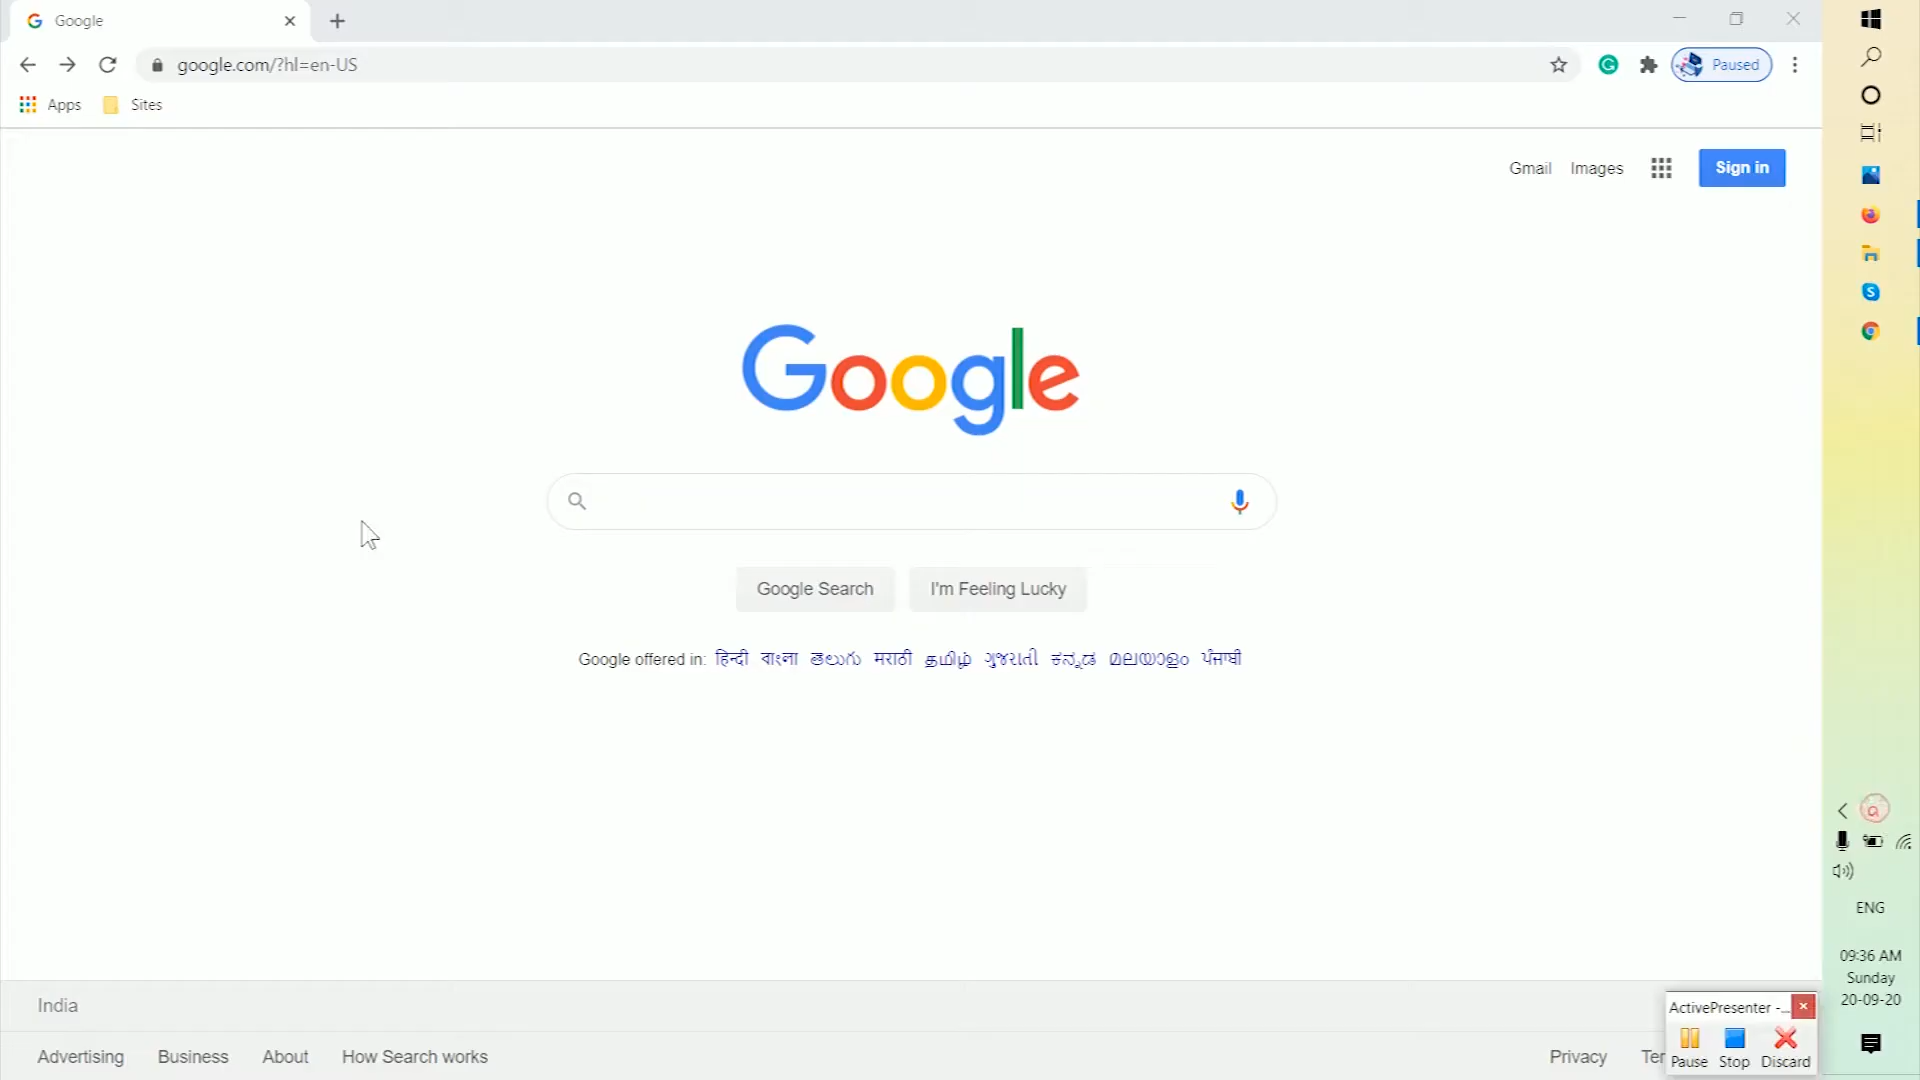 Google
google.com/?hl=en-US
Paused
Apps
Sites
Gmail
Images
Sign in
Google
Google Search
I'm Feeling Lucky
Google offered in: हिन्दी বাংলা తెలుగు मराठी தமிழ் ગુજરાતી ಕನ್ನಡ മലയാളം ਪੰਜਾਬੀ
ENG
09:36 AM
Sunday
20-09-20
India
ActivePresenter -...
Pause
Stop
Discard
Advertising
Business
About
How Search works
Privacy
Ter